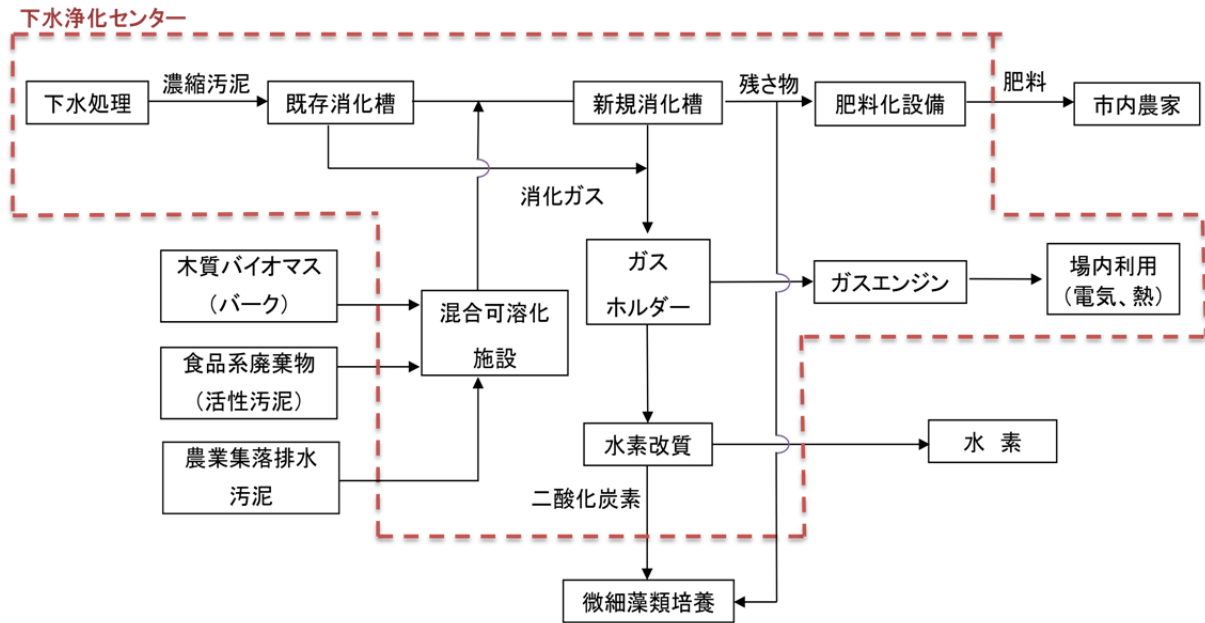 下水浄化センター
濃縮汚泥
残さ物
肥料
下水処理
既存消化槽
新規消化槽
肥料化設備
市内農家
消化ガス
木質バイオマス
（バーク）
ガス
ホルダー
ガスエンジン
場内利用
（電気、熱）
混合可溶化
施設
食品系廃棄物
（活性汚泥）
水素改質
水 素
農業集落排水
汚泥
二酸化炭素
微細藻類培養